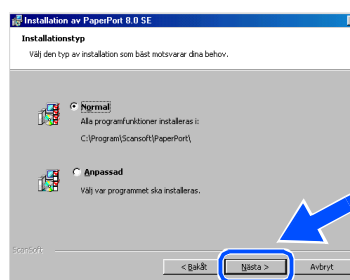 Installation av PaperPort 8.0 SE
Installationstyp
Välj den typ av installation som bäst motsvarar dina behov.
Normal
Alla programfunktioner installeras i:
C:\Program\Scansoft\PaperPort\
Anpassad
Välj var programmet ska installeras.
ScanSoft
< Bakåt Nästa > Avbryt